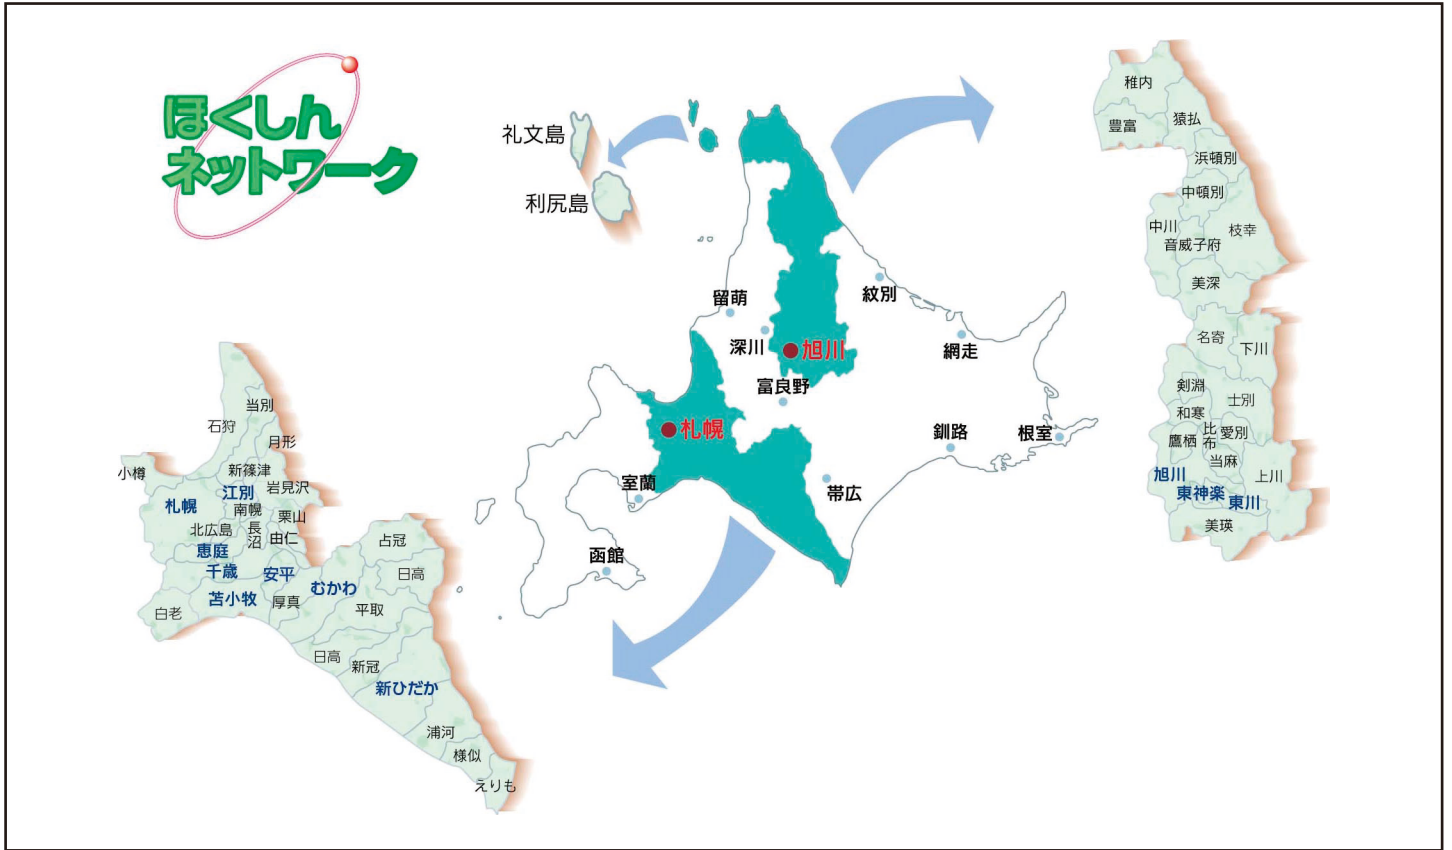 ほくしん
ネットワーク
礼文島
利尻島
留萌
紋別
深川
旭川
網走
富良野
札幌
釧路
根室
室蘭
帯広
函館
稚内
豊富
猿払
浜頓別
中頓別
中川
音威子府
枝幸
美深
名寄
下川
剣淵
士別
和寒
比布
愛別
鷹栖
当麻
旭川
上川
東神楽
東川
美瑛
当別
石狩
月形
小樽
新篠津
岩見沢
札幌
江別
南幌
栗山
北広島
長沼
由仁
恵庭
千歳
安平
むかわ
占冠
日高
苫小牧
厚真
平取
白老
日高
新冠
新ひだか
浦河
様似
えりも